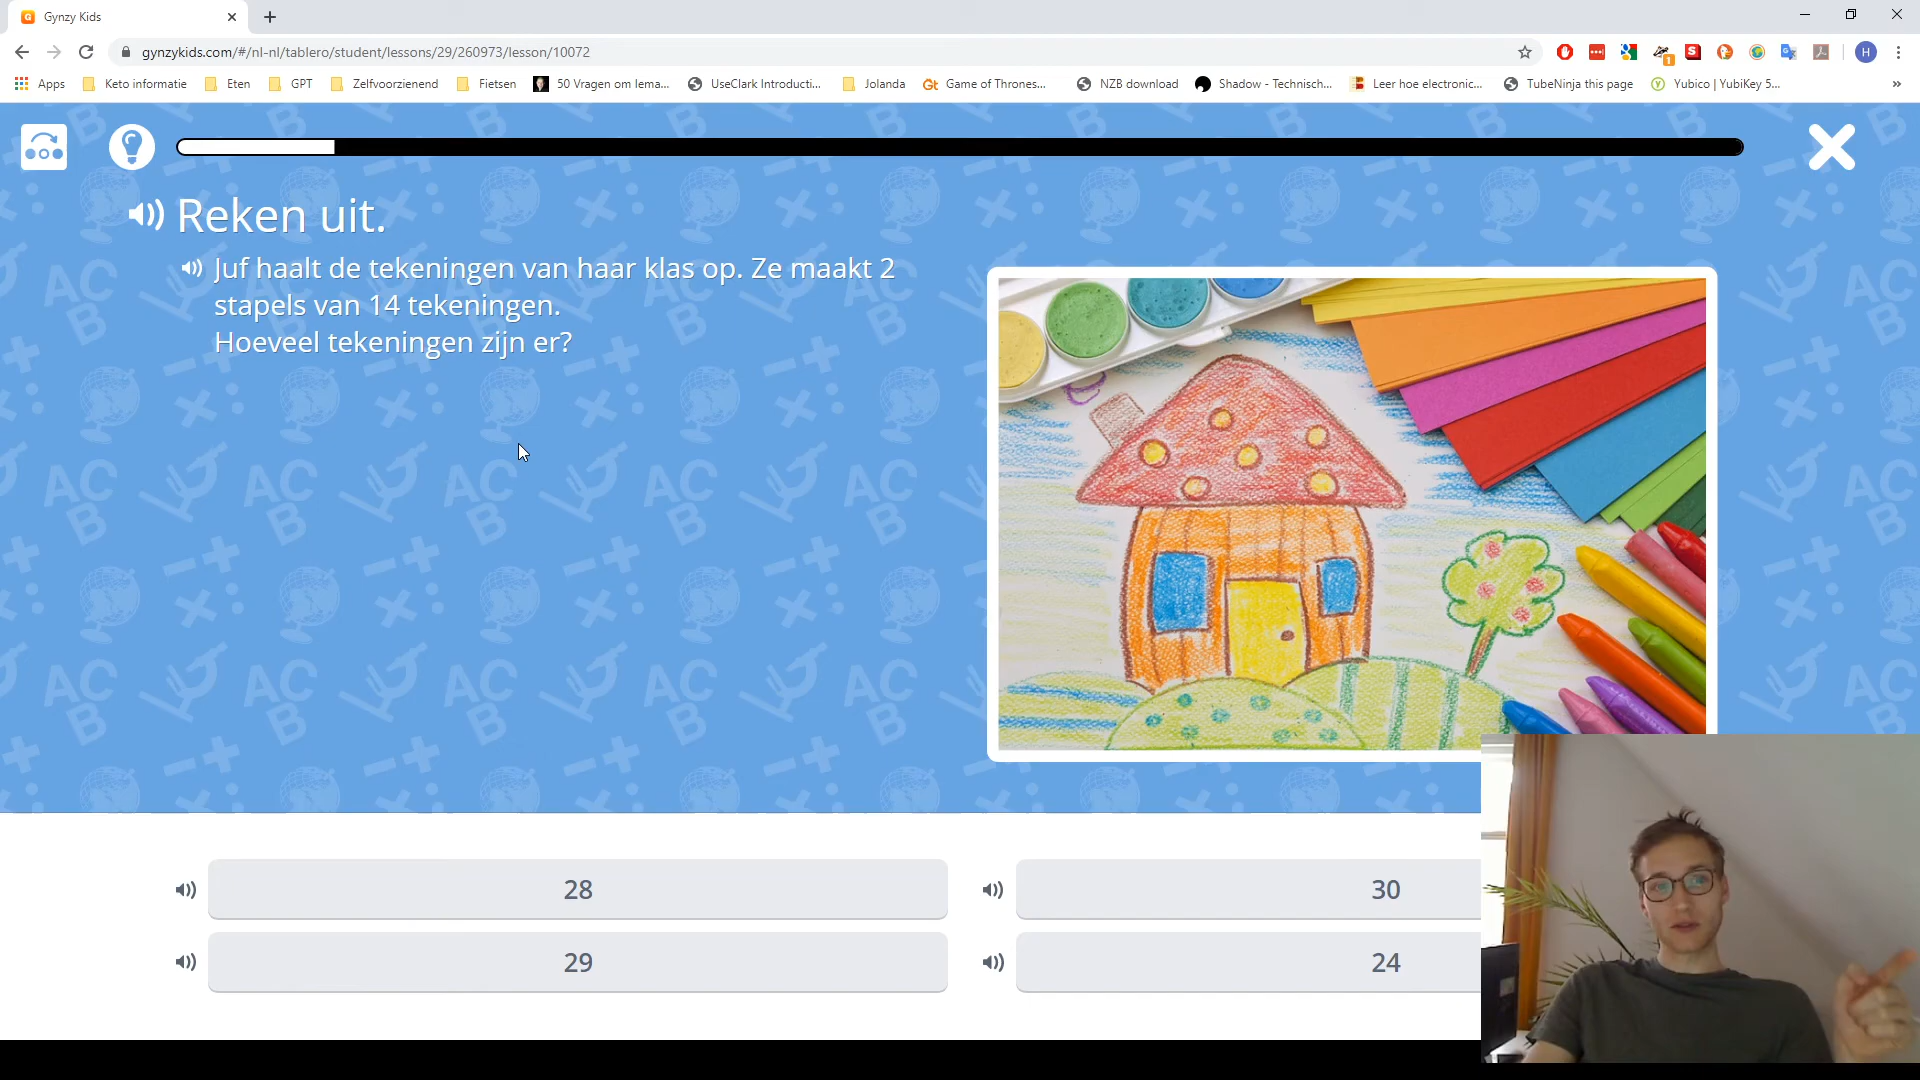 Gynzy Kids
gynzykids.com/#/nl-nl/tablero/student/lessons/29/260973/lesson/10072
Apps Keto informatie Eten GPT Zelfvoorzienend Fietsen 50 Vragen om Iema... UseClark Introducti... Jolanda Game of Thrones... NZB download Shadow - Technisch... Leer hoe electronic... TubeNinja this page Yubico | YubiKey 5... »
Reken uit.
Juf haalt de tekeningen van haar klas op. Ze maakt 2
stapels van 14 tekeningen.
Hoeveel tekeningen zijn er?
28
30
29
24